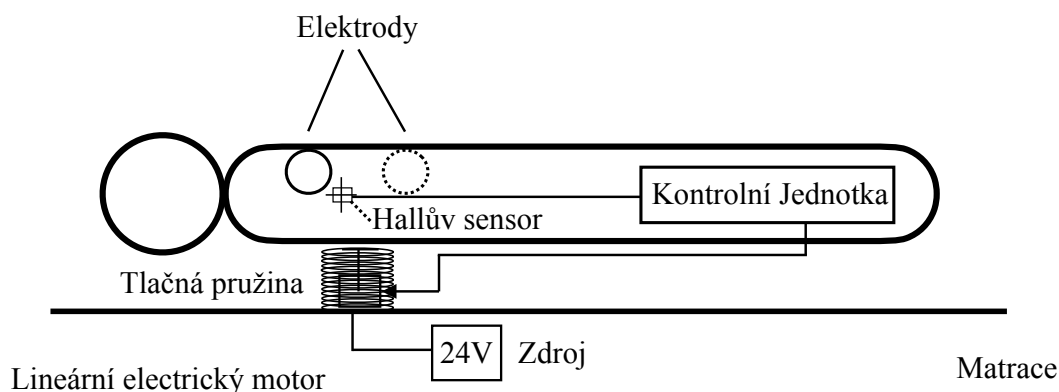 Elektrody
Kontrolní Jednotka
Hallův sensor
Tlačná pružina
24V Zdroj
Matrace
Lineární electrický motor